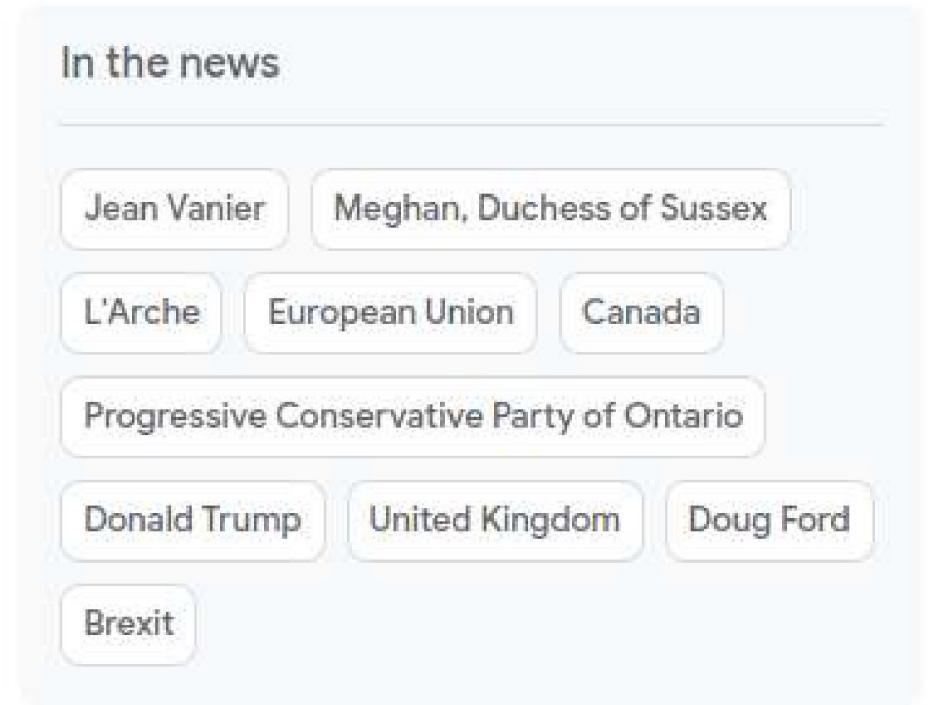 In the news
Jean Vanier Meghan, Duchess of Sussex
L'Arche European Union Canada
Progressive Conservative Party of Ontario
Donald Trump United Kingdom Doug Ford
Brexit